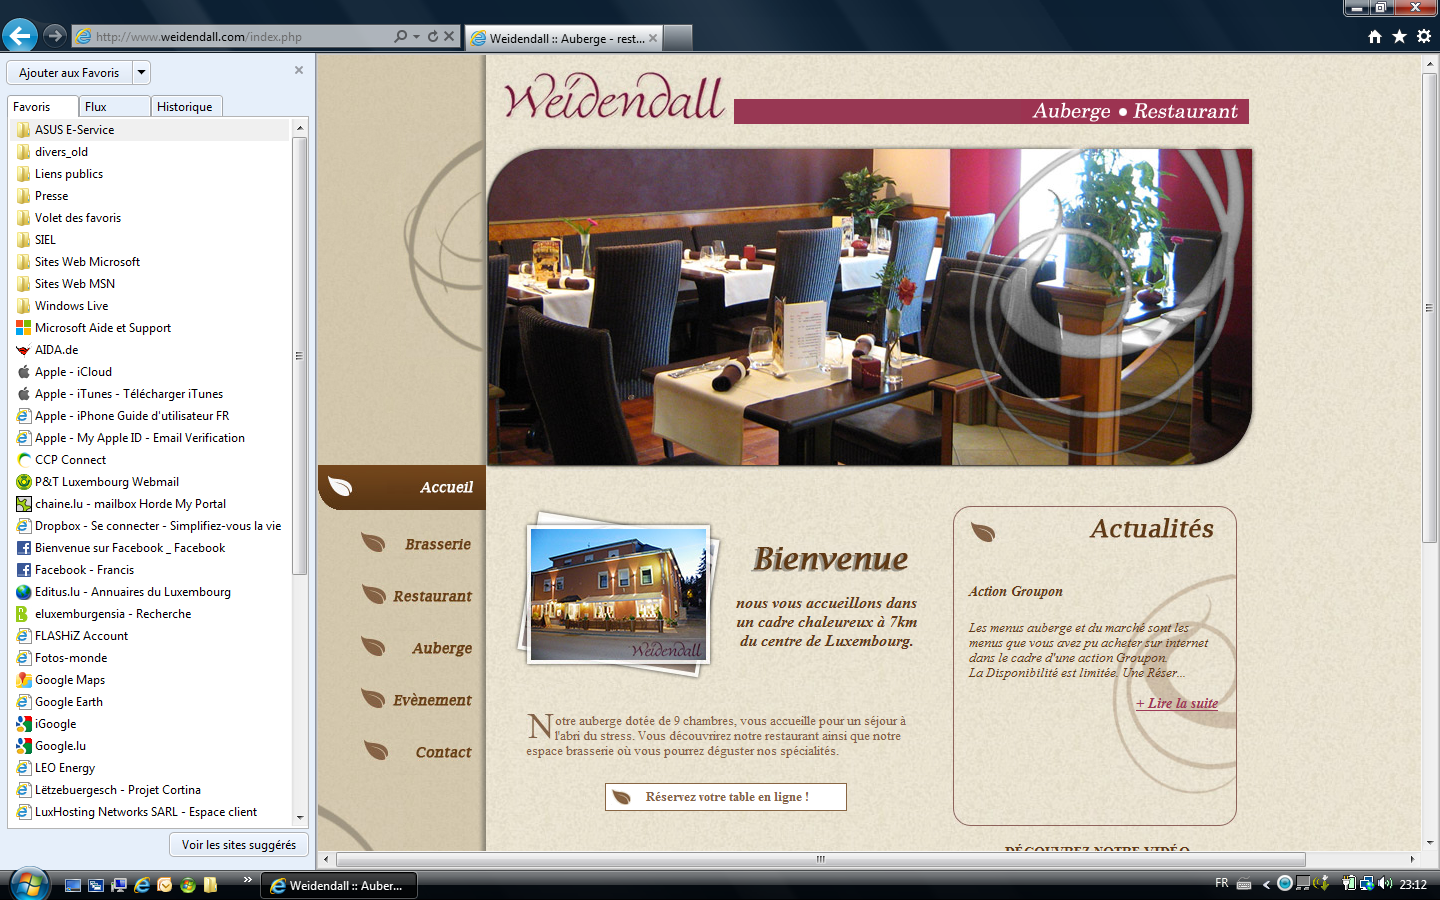 http://www.weidendall.com/index.php
Weidendall :: Auberge - rest...
Ajouter aux Favoris
Favoris
Flux
Historique
ASUS E-Service
divers_old
Liens publics
Presse
Volet des favoris
SIEL
Sites Web Microsoft
Sites Web MSN
Windows Live
Microsoft Aide et Support
AIDA.de
Apple - iCloud
Apple - iTunes - Télécharger iTunes
Apple - iPhone Guide d'utilisateur FR
Apple - My Apple ID - Email Verification
CCP Connect
P&T Luxembourg Webmail
chaine.lu - mailbox Horde My Portal
Dropbox - Se connecter - Simplifiez-vous la vie
Bienvenue sur Facebook _ Facebook
Facebook - Francis
Editus.lu - Annuaires du Luxembourg
eluxemburgensia - Recherche
FLASHiZ Account
Fotos-monde
Google Maps
Google Earth
iGoogle
Google.lu
LEO Energy
Lëtzebuergesch - Projet Cortina
LuxHosting Networks SARL - Espace client
Voir les sites suggérés
Weidendall
Auberge • Restaurant
Accueil
Brasserie
Restaurant
Auberge
Evènement
Contact
Weidendall
Bienvenue
nous vous accueillons dans
un cadre chaleureux à 7km
du centre de Luxembourg.
Notre auberge dotée de 9 chambres, vous accueille pour un séjour à
l'abri du stress. Vous découvrirez notre restaurant ainsi que notre
espace brasserie où vous pourrez déguster nos spécialités.
Réservez votre table en ligne !
Actualités
Action Groupon
Les menus auberge et du marché sont les
menus que vous avez pu acheter sur internet
dans le cadre d'une action Groupon.
La Disponibilité est limitée. Une Réser...
+ Lire la suite
DÉCOUVREZ NOTRE VIDÉO
Weidendall :: Auber...
FR
23:12